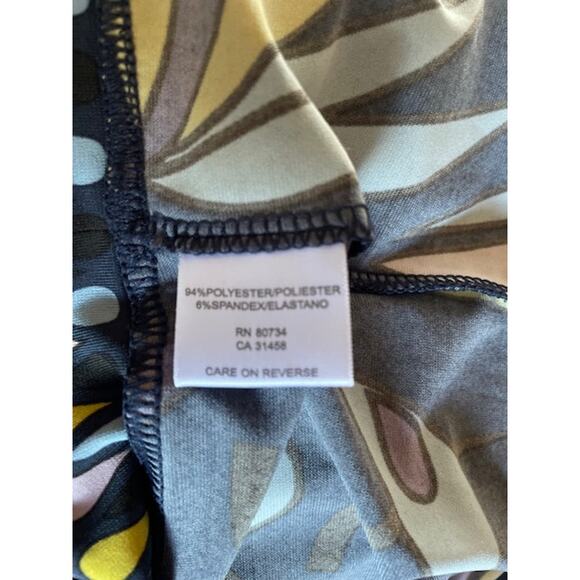 94%POLYESTER/POLIESTER
6%SPANDEX/ELASTANO
RN 80734
CA 31458
CARE ON REVERSE